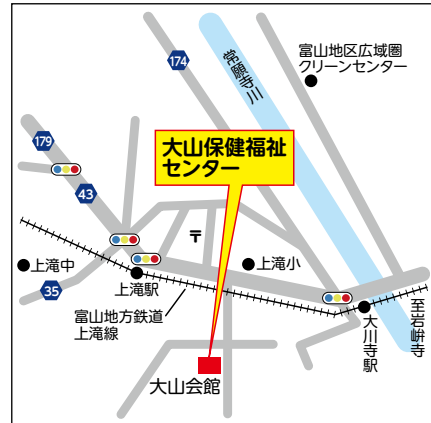 174
常願寺川
富山地区広域圏
クリーンセンター
179
43
大山保健福祉
センター
〒
上滝中
上滝小
35
上滝駅
富山地方鉄道
上滝線
大川寺駅
至岩峅寺
大山会館